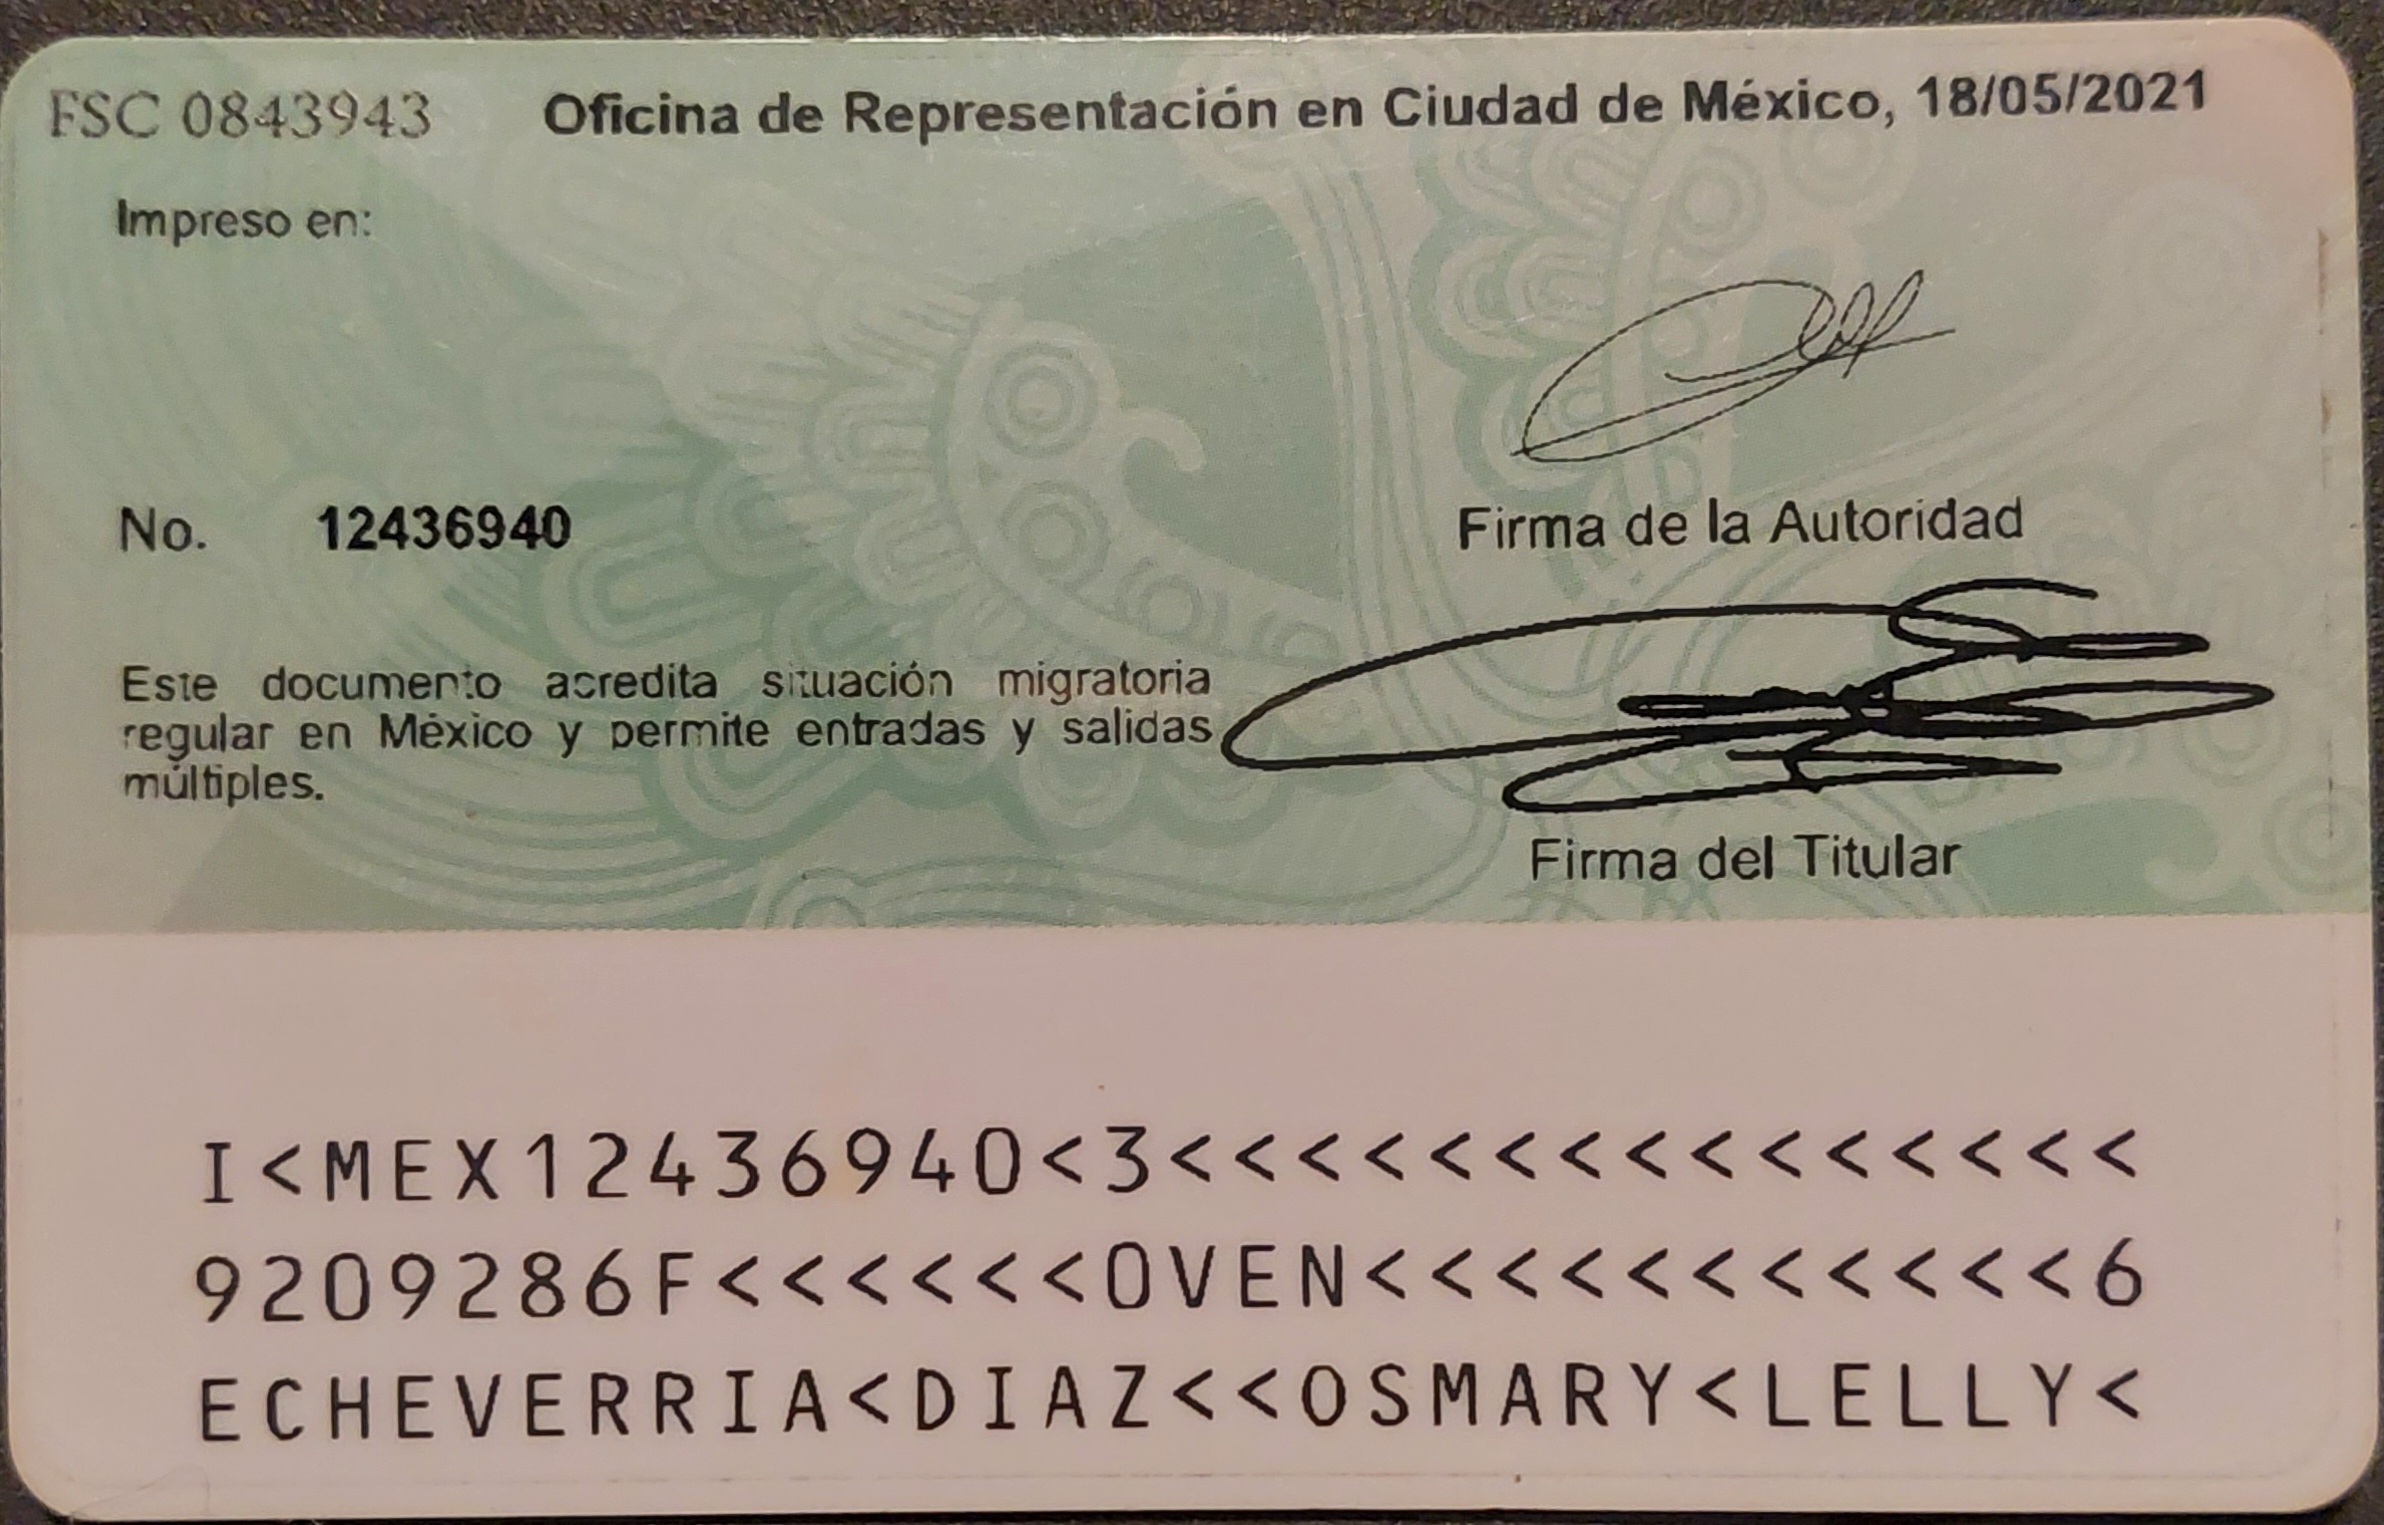 FSC 0843943 Oficina de Representación en Ciudad de México, 18/05/2021
Impreso en:
No. 12436940
Firma de la Autoridad
Este documento acredita situación migratoria
regular en México y permite entradas y salidas
múltiples.
Firma del Titular
I<MEX12436940<3<<<<<<<<<<<<<<<
9209286F<<<<<<OVEN<<<<<<<<<<<6
ECHEVERRIA<DIAZ<<OSMARY<LELLY<